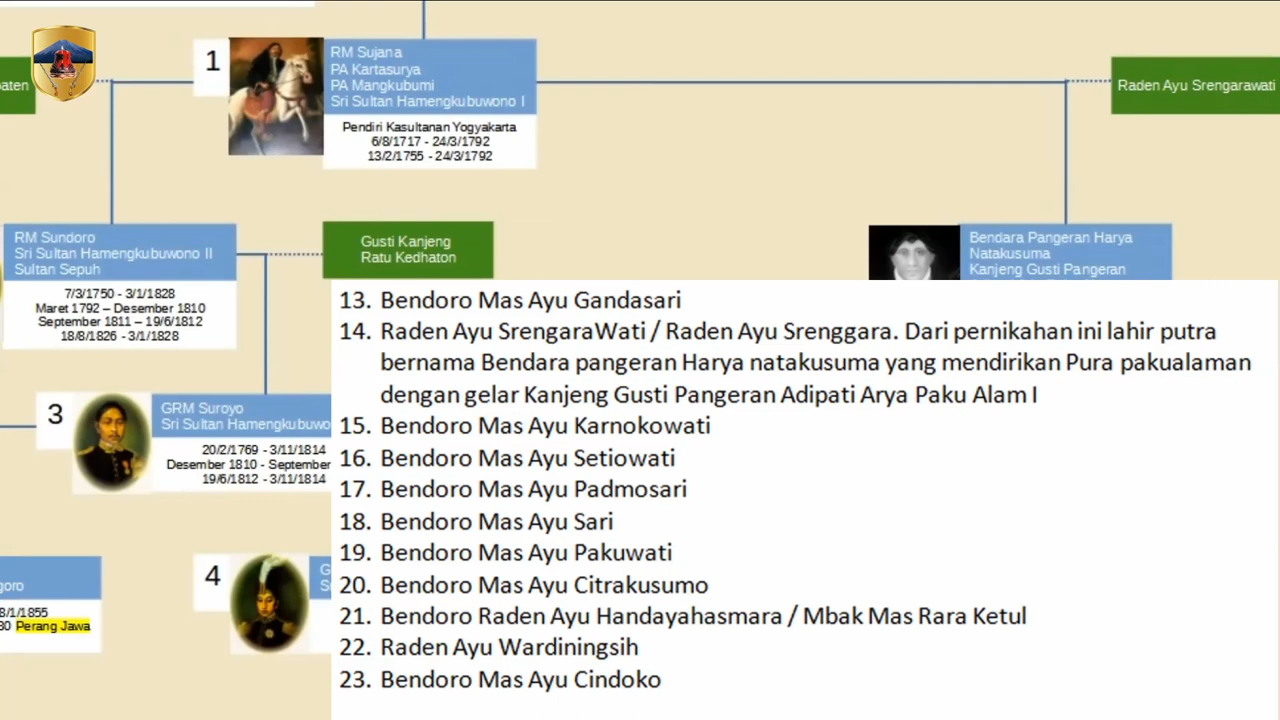 1
RM Sujana
PA Kartasurya
PA Mangkubumi
Sri Sultan Hamengkubuwono I
Pendiri Kasultanan Yogyakarta
6/8/1717 - 24/3/1792
13/2/1755 - 24/3/1792
Raden Ayu Srengarawati
RM Sundoro
Sri Sultan Hamengkubuwono II
Sultan Sepuh
7/3/1750 - 3/1/1828
Maret 1792 – Desember 1810
September 1811 – 19/6/1812
18/8/1826 - 3/1/1828
Gusti Kanjeng
Ratu Kedhaton
Bendara Pangeran Harya
Natakusuma
Kanjeng Gusti Pangeran
3
GRM Suroyo
Sri Sultan Hamengkubuwo
20/2/1769 - 3/11/1814
Desember 1810 - September
19/6/1812 - 3/11/1814
goro
8/1/1855
30 Perang Jawa
4
13. Bendoro Mas Ayu Gandasari
14. Raden Ayu SrengaraWati / Raden Ayu Srenggara. Dari pernikahan ini lahir putra
bernama Bendara pangeran Harya natakusuma yang mendirikan Pura pakualaman
dengan gelar Kanjeng Gusti Pangeran Adipati Arya Paku Alam I
15. Bendoro Mas Ayu Karnokowati
16. Bendoro Mas Ayu Setiowati
17. Bendoro Mas Ayu Padmosari
18. Bendoro Mas Ayu Sari
19. Bendoro Mas Ayu Pakuwati
20. Bendoro Mas Ayu Citrakusumo
21. Bendoro Raden Ayu Handayahasmara / Mbak Mas Rara Ketul
22. Raden Ayu Wardiningsih
23. Bendoro Mas Ayu Cindoko